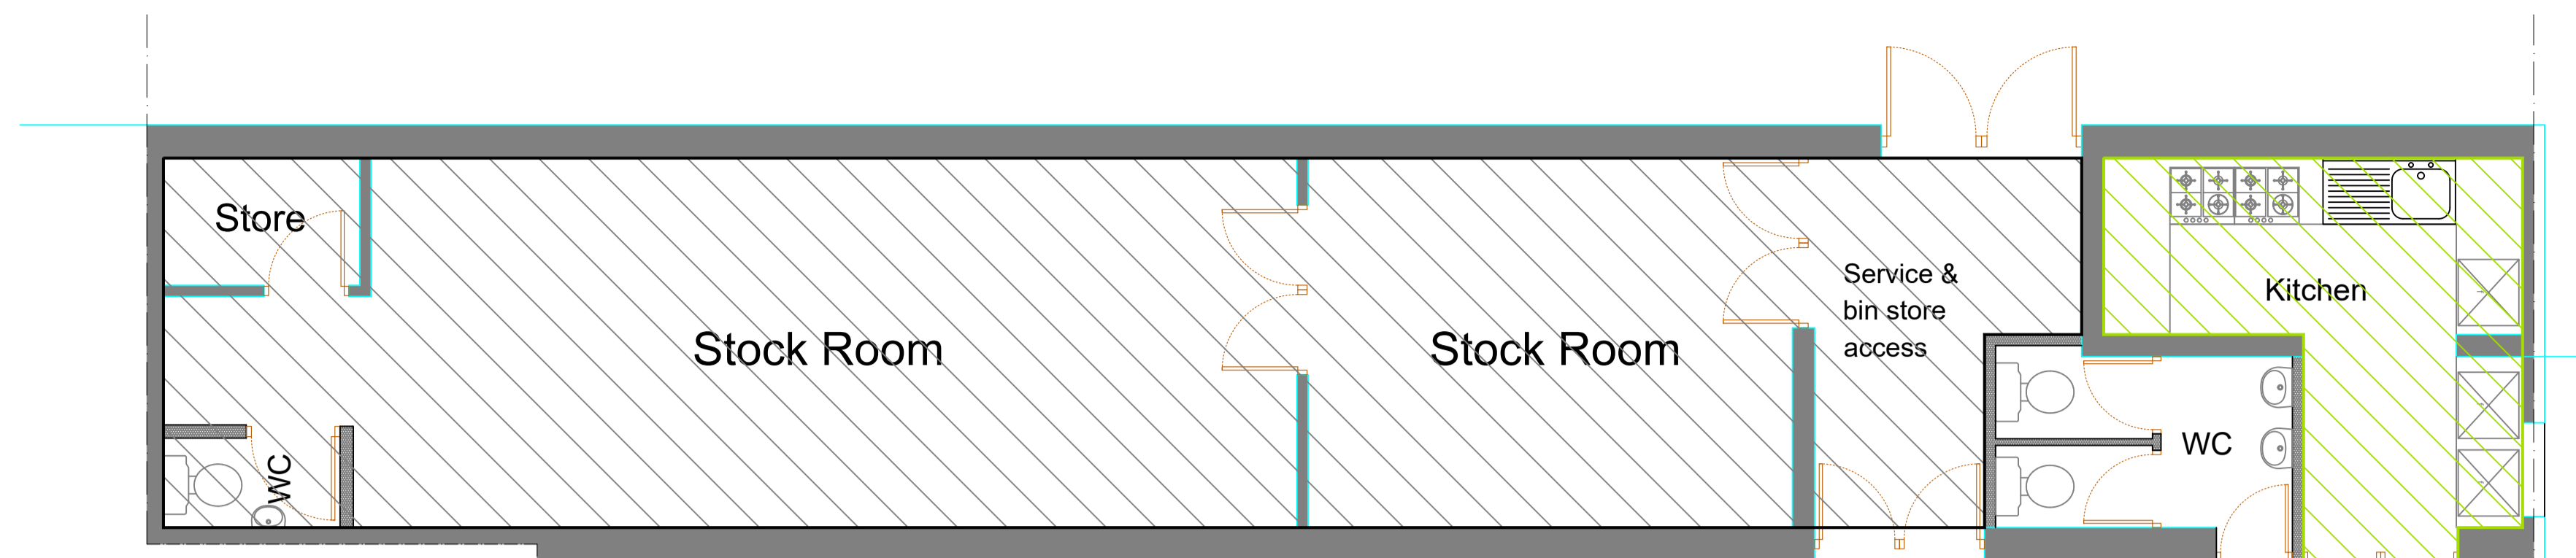 Store
Stock Room
Stock Room
Service &
bin store
access
Kitchen
WC
WC